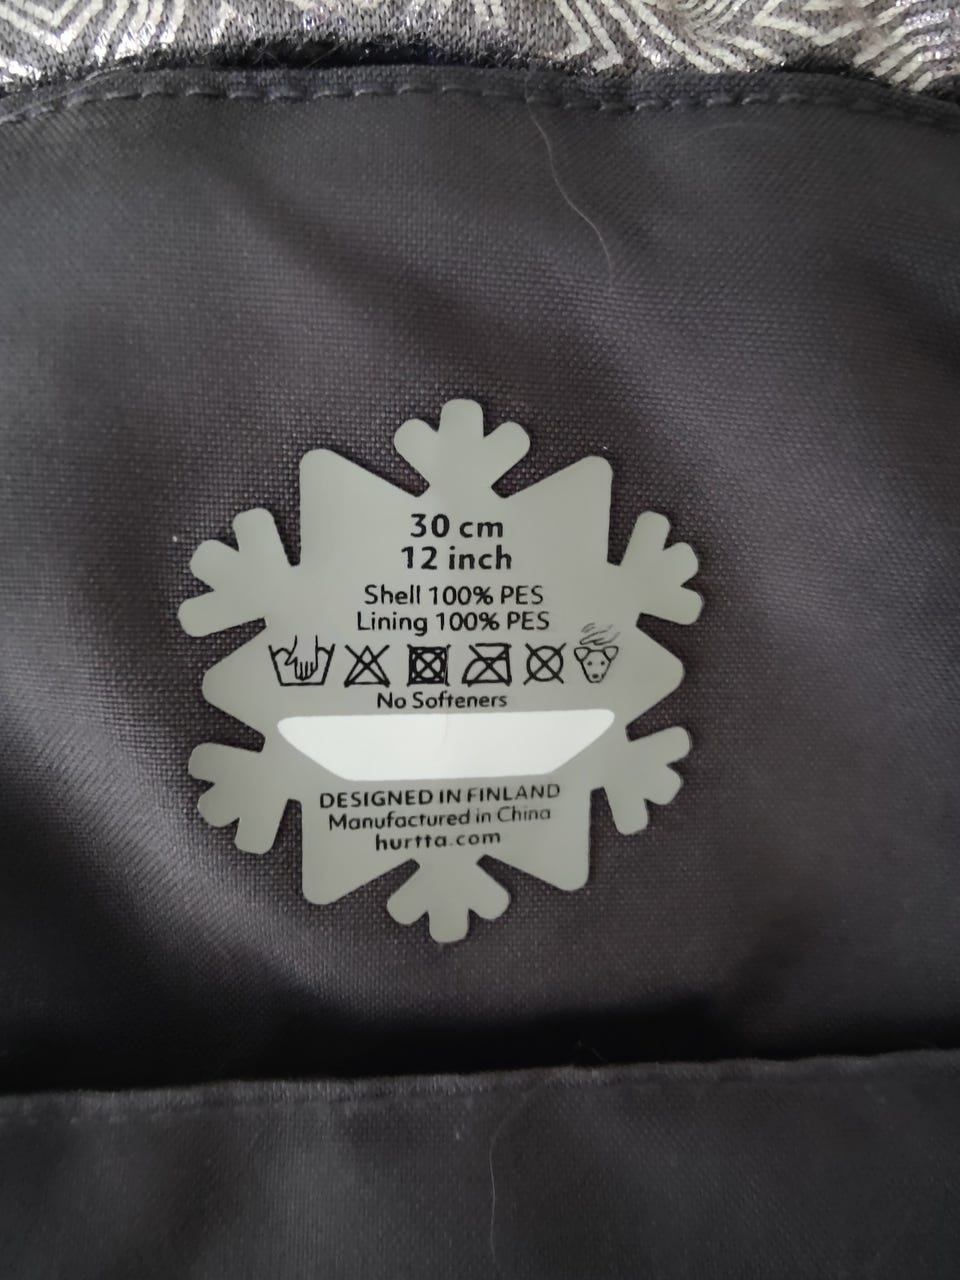 30 cm
12 inch
Shell 100% PES
Lining 100% PES
No Softeners
DESIGNED IN FINLAND
Manufactured in China
hurtta.com